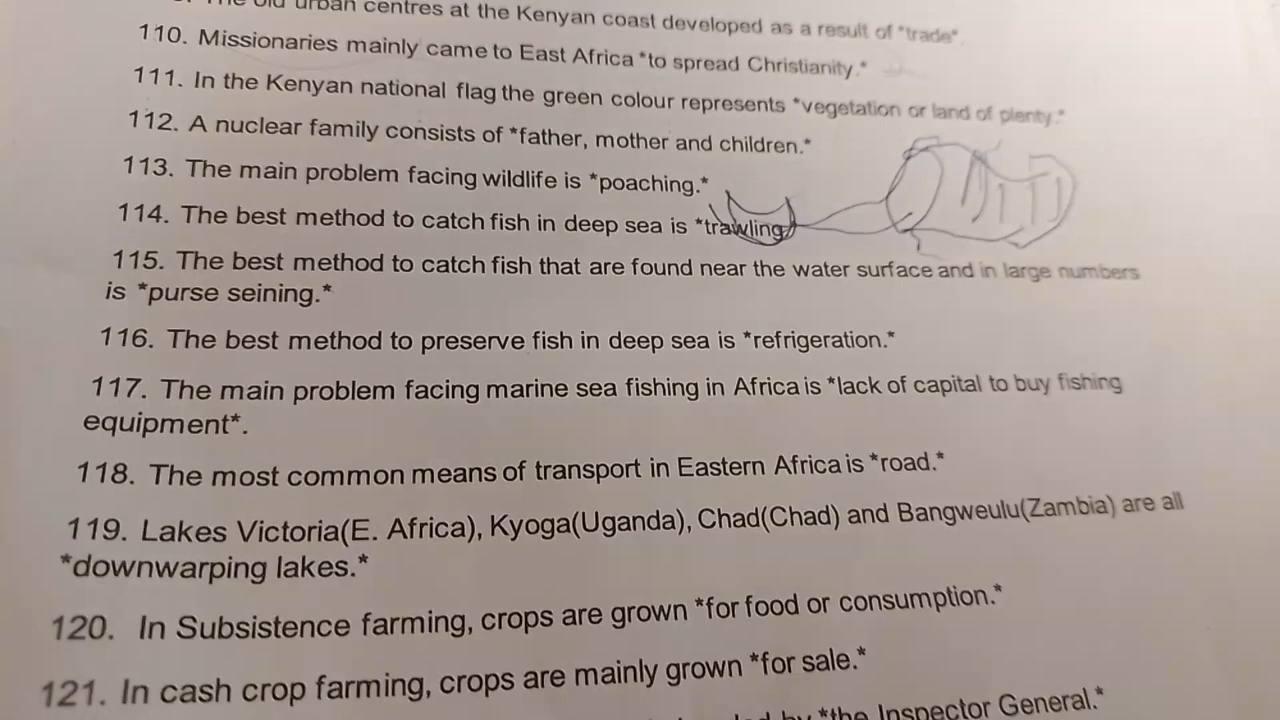 The old urban centres at the Kenyan coast developed as a result of *trade*.
110. Missionaries mainly came to East Africa *to spread Christianity.*
111. In the Kenyan national flag the green colour represents *vegetation or land of plenty.*
112. A nuclear family consists of *father, mother and children.*
113. The main problem facing wildlife is *poaching.*
114. The best method to catch fish in deep sea is *trawling
115. The best method to catch fish that are found near the water surface and in large numbers
is *purse seining.*
116. The best method to preserve fish in deep sea is *refrigeration.*
117. The main problem facing marine sea fishing in Africa is *lack of capital to buy fishing
equipment*.
118. The most common means of transport in Eastern Africa is *road.*
119. Lakes Victoria(E. Africa), Kyoga(Uganda), Chad(Chad) and Bangweulu(Zambia) are all
*downwarping lakes.*
120. In Subsistence farming, crops are grown *for food or consumption.*
121. In cash crop farming, crops are mainly grown *for sale.*
by *the Inspector General.*